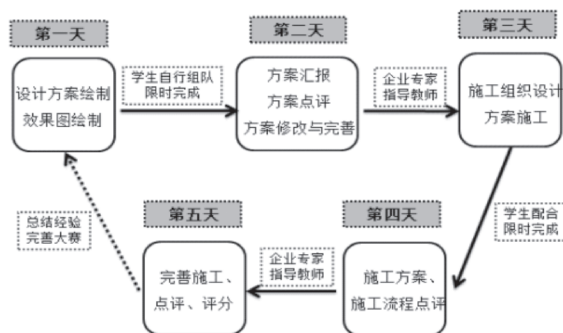 第一天
第二天
第三天
设计方案绘制
效果图绘制
学生自行组队
限时完成
方案汇报
方案点评
方案修改与完善
企业专家
指导教师
施工组织设计
方案施工
学生配合
限时完成
第四天
施工方案、
施工流程点评
企业专家
指导教师
第五天
完善施工、
点评、评分
总结经验
完善大赛